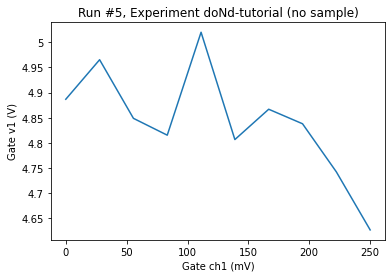 Run #5, Experiment doNd-tutorial (no sample)
5
4.95
4.9
4.85
4.8
4.75
4.7
4.65
Gate v1 (V)
0 50 100 150 200 250
Gate ch1 (mV)